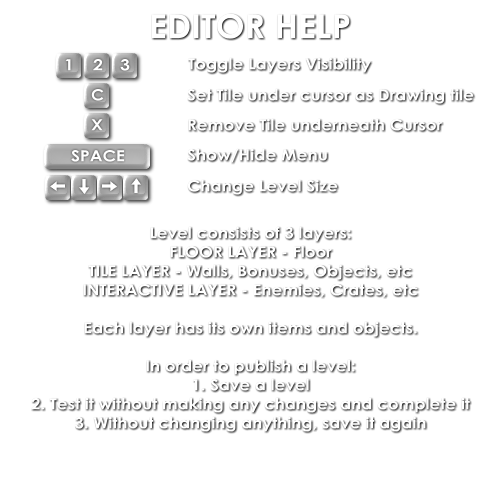 EDITOR HELP
1 2 3 Toggle Layers Visibility
C Set Tile under cursor as Drawing tile
X Remove Tile underneath Cursor
SPACE Show/Hide Menu
← ↓ → ↑ Change Level Size
Level consists of 3 layers:
FLOOR LAYER - Floor
TILE LAYER - Walls, Bonuses, Objects, etc
INTERACTIVE LAYER - Enemies, Crates, etc
Each layer has its own items and objects.
In order to publish a level:
1. Save a level
2. Test it without making any changes and complete it
3. Without changing anything, save it again